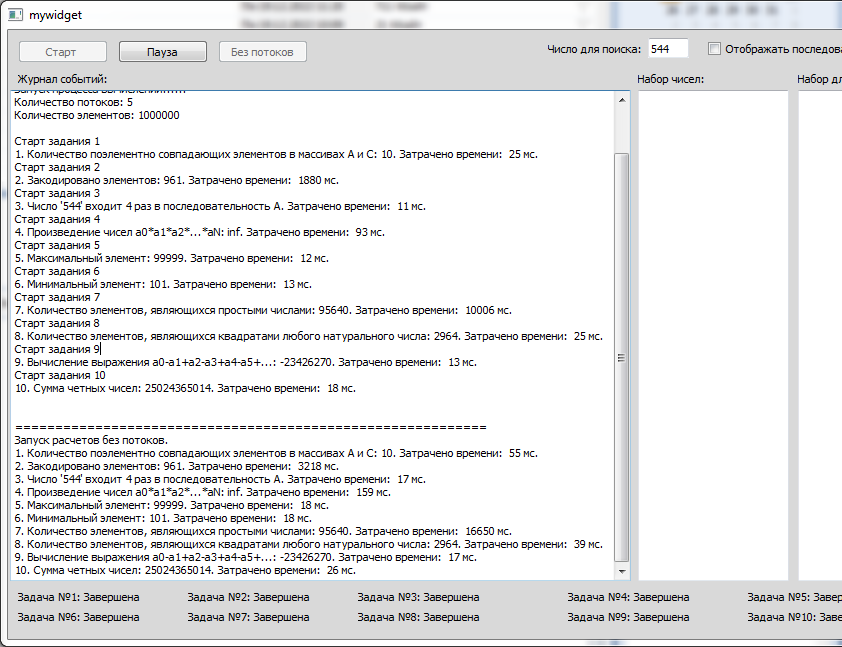 mywidget
Старт Пауза Без потоков Число для поиска: 544 Отображать последова
Журнал событий: Набор чисел: Набор дл
Запуск процесса вычислений!!!!
Количество потоков: 5
Количество элементов: 1000000
Старт задания 1
1. Количество поэлементно совпадающих элементов в массивах А и С: 10. Затрачено времени: 25 мс.
Старт задания 2
2. Закодировано элементов: 961. Затрачено времени: 1880 мс.
Старт задания 3
3. Число '544' входит 4 раз в последовательность А. Затрачено времени: 11 мс.
Старт задания 4
4. Произведение чисел a0*a1*a2*...*aN: inf. Затрачено времени: 93 мс.
Старт задания 5
5. Максимальный элемент: 99999. Затрачено времени: 12 мс.
Старт задания 6
6. Минимальный элемент: 101. Затрачено времени: 13 мс.
Старт задания 7
7. Количество элементов, являющихся простыми числами: 95640. Затрачено времени: 10006 мс.
Старт задания 8
8. Количество элементов, являющихся квадратами любого натурального числа: 2964. Затрачено времени: 25 мс.
Старт задания 9
9. Вычисление выражения a0-a1+a2-a3+a4-a5+...: -23426270. Затрачено времени: 13 мс.
Старт задания 10
10. Сумма четных чисел: 25024365014. Затрачено времени: 18 мс.
===========================================================
Запуск расчетов без потоков.
1. Количество поэлементно совпадающих элементов в массивах А и С: 10. Затрачено времени: 55 мс.
2. Закодировано элементов: 961. Затрачено времени: 3218 мс.
3. Число '544' входит 4 раз в последовательность А. Затрачено времени: 17 мс.
4. Произведение чисел a0*a1*a2*...*aN: inf. Затрачено времени: 159 мс.
5. Максимальный элемент: 99999. Затрачено времени: 18 мс.
6. Минимальный элемент: 101. Затрачено времени: 18 мс.
7. Количество элементов, являющихся простыми числами: 95640. Затрачено времени: 16650 мс.
8. Количество элементов, являющихся квадратами любого натурального числа: 2964. Затрачено времени: 39 мс.
9. Вычисление выражения a0-a1+a2-a3+a4-a5+...: -23426270. Затрачено времени: 17 мс.
10. Сумма четных чисел: 25024365014. Затрачено времени: 26 мс.
Задача №1: Завершена Задача №2: Завершена Задача №3: Завершена Задача №4: Завершена Задача №5: Завер
Задача №6: Завершена Задача №7: Завершена Задача №8: Завершена Задача №9: Завершена Задача №10: Заве